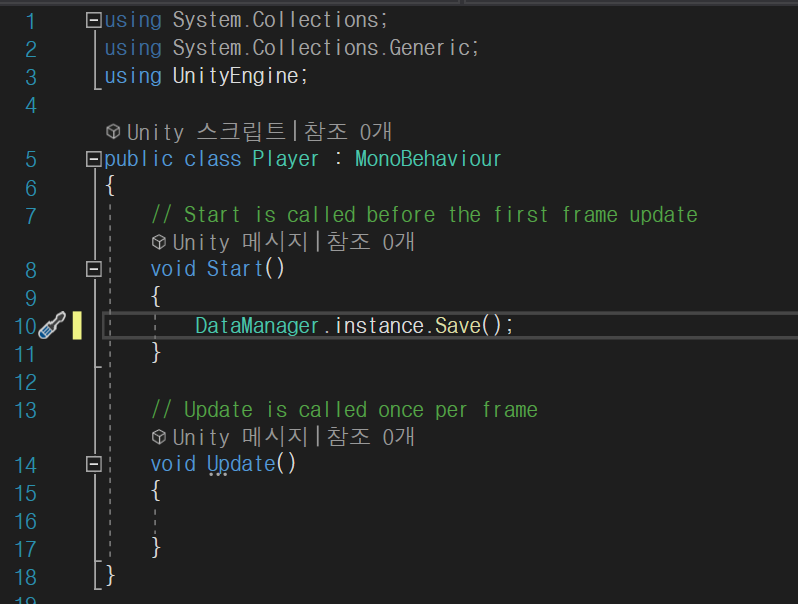 1 using System.Collections;
2 using System.Collections.Generic;
3 using UnityEngine;
4
Unity 스크립트|참조 0개
5 public class Player : MonoBehaviour
6 {
7 // Start is called before the first frame update
Unity 메시지|참조 0개
8 void Start()
9 {
10 DataManager.instance.Save();
11 }
12
13 // Update is called once per frame
Unity 메시지|참조 0개
14 void Update()
15 {
16
17 }
18 }
19